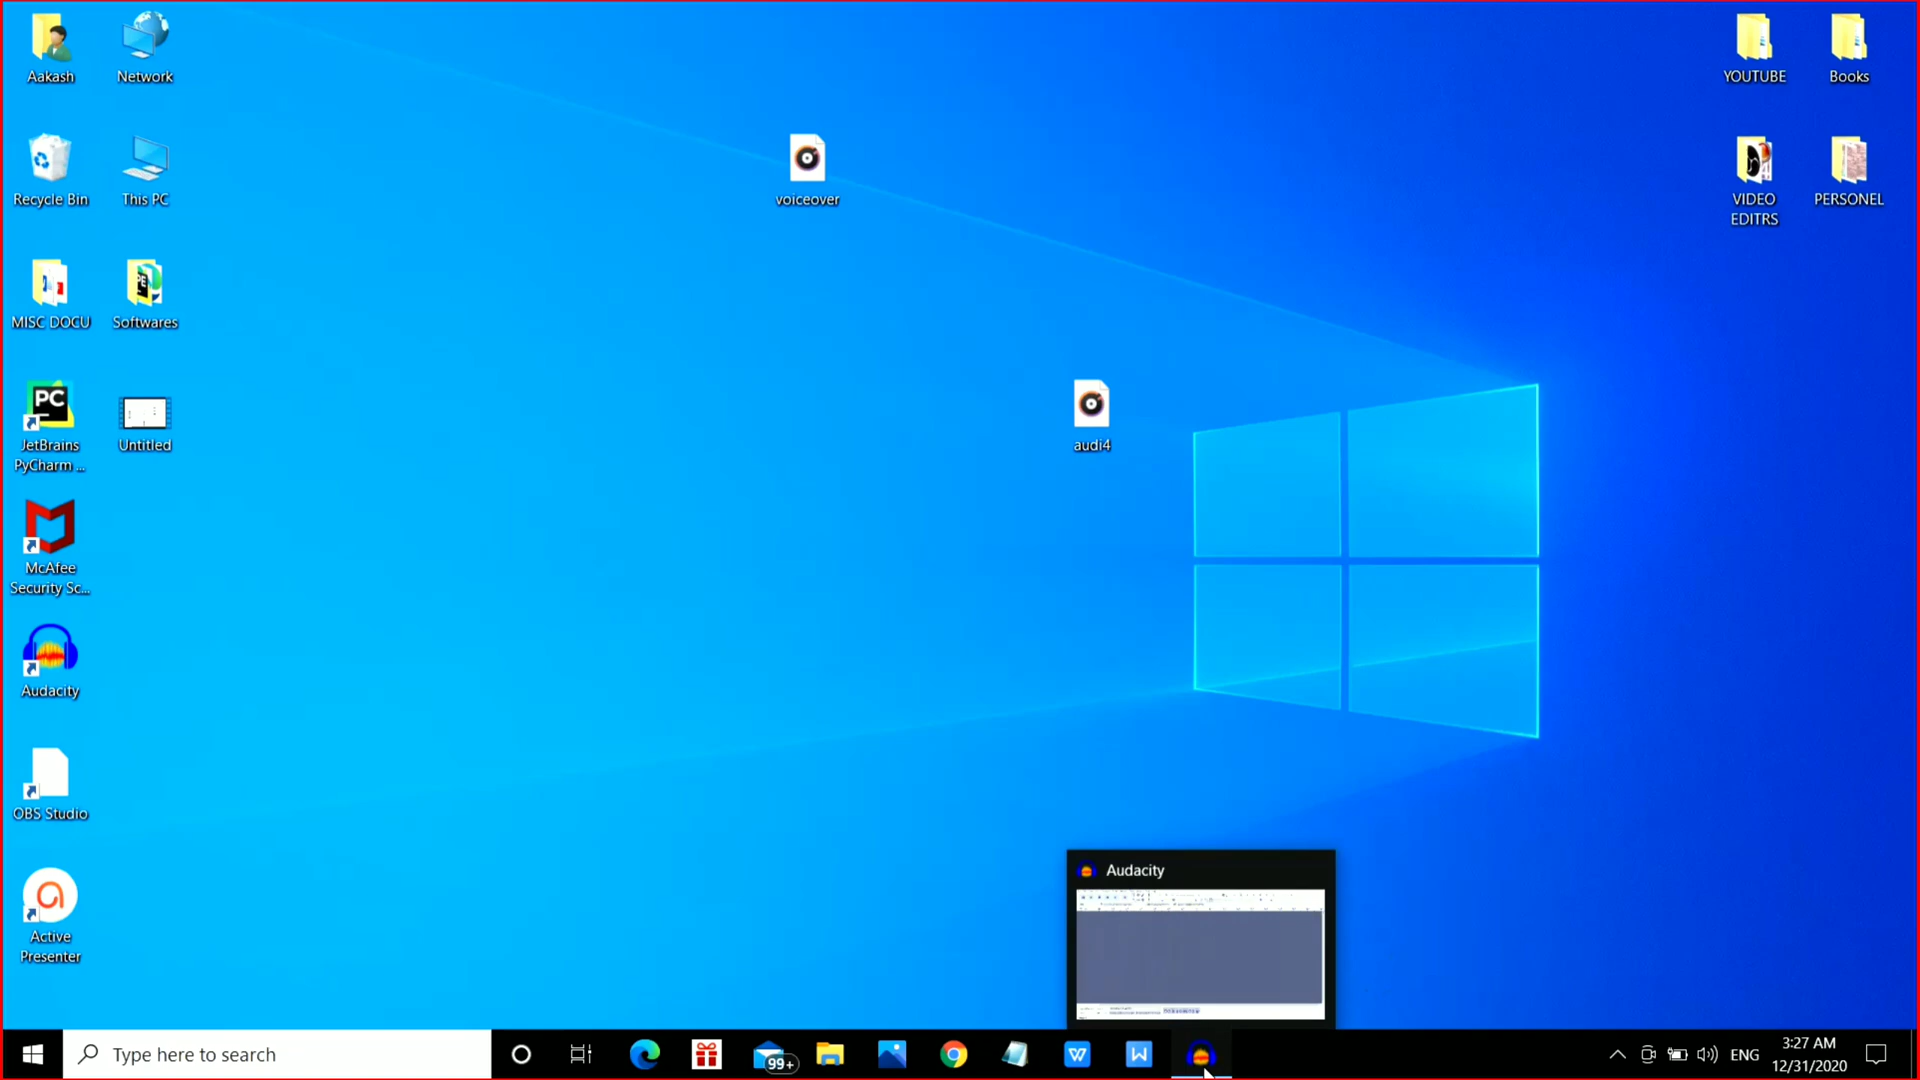 Aakash
Network
YOUTUBE
Books
Recycle Bin
This PC
voiceover
VIDEO
EDITRS
PERSONEL
MISC DOCU
Softwares
PC
JetBrains
PyCharm ...
Untitled
audi4
McAfee
Security Sc...
Audacity
OBS Studio
Active
Presenter
Audacity
Type here to search
99+
W
W
ENG
3:27 AM
12/31/2020